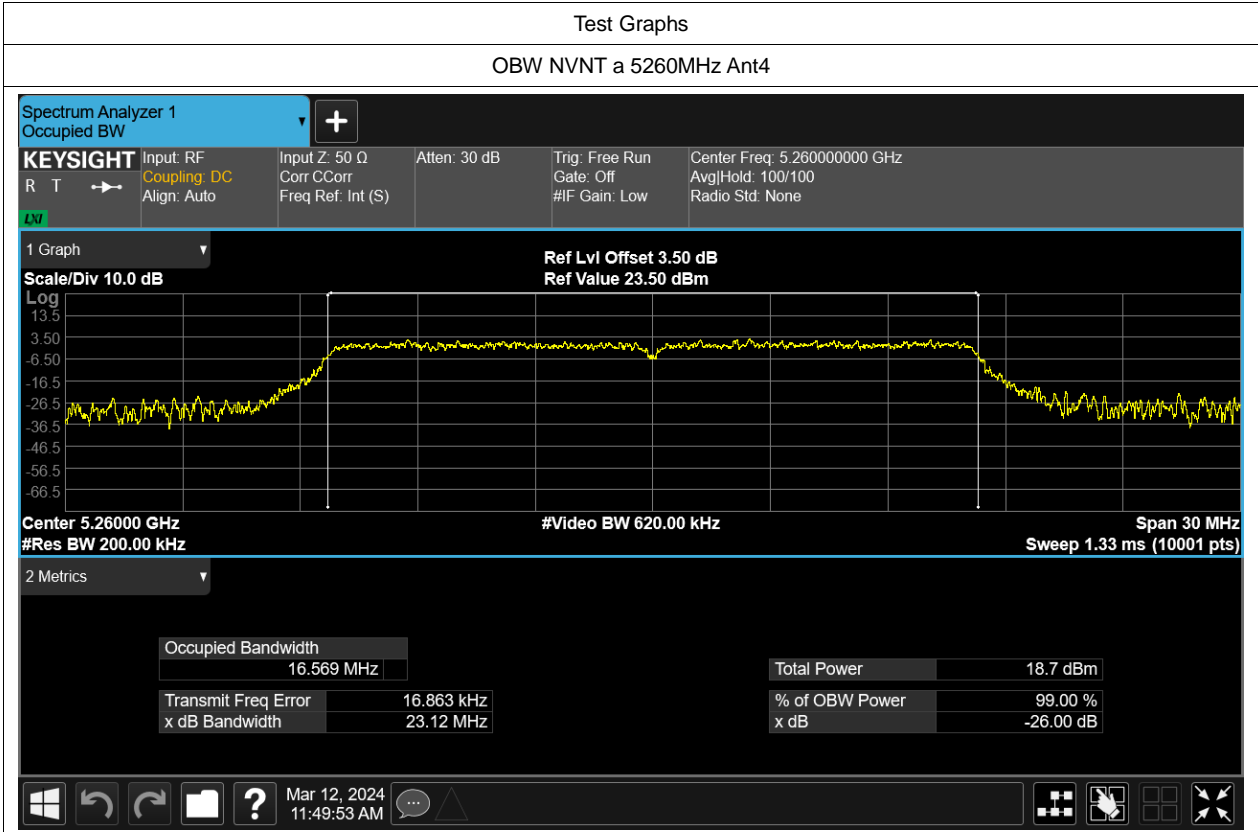 Test Graphs
OBW NVNT a 5260MHz Ant4
Spectrum Analyzer 1
Occupied BW
KEYSIGHT
R T
LXI
Input: RF
Coupling: DC
Align: Auto
Input Z: 50 Ω
Corr CCorr
Freq Ref: Int (S)
Atten: 30 dB
Trig: Free Run
Gate: Off
#IF Gain: Low
Center Freq: 5.260000000 GHz
Avg|Hold: 100/100
Radio Std: None
1 Graph
Scale/Div 10.0 dB
Ref Lvl Offset 3.50 dB
Ref Value 23.50 dBm
Log
13.5
3.50
-6.50
-16.5
-26.5
-36.5
-46.5
-56.5
-66.5
Center 5.26000 GHz
#Video BW 620.00 kHz
Span 30 MHz
#Res BW 200.00 kHz
Sweep 1.33 ms (10001 pts)
2 Metrics
Occupied Bandwidth
16.569 MHz
Total Power 18.7 dBm
Transmit Freq Error 16.863 kHz
% of OBW Power 99.00 %
x dB Bandwidth 23.12 MHz
x dB -26.00 dB
Mar 12, 2024
11:49:53 AM